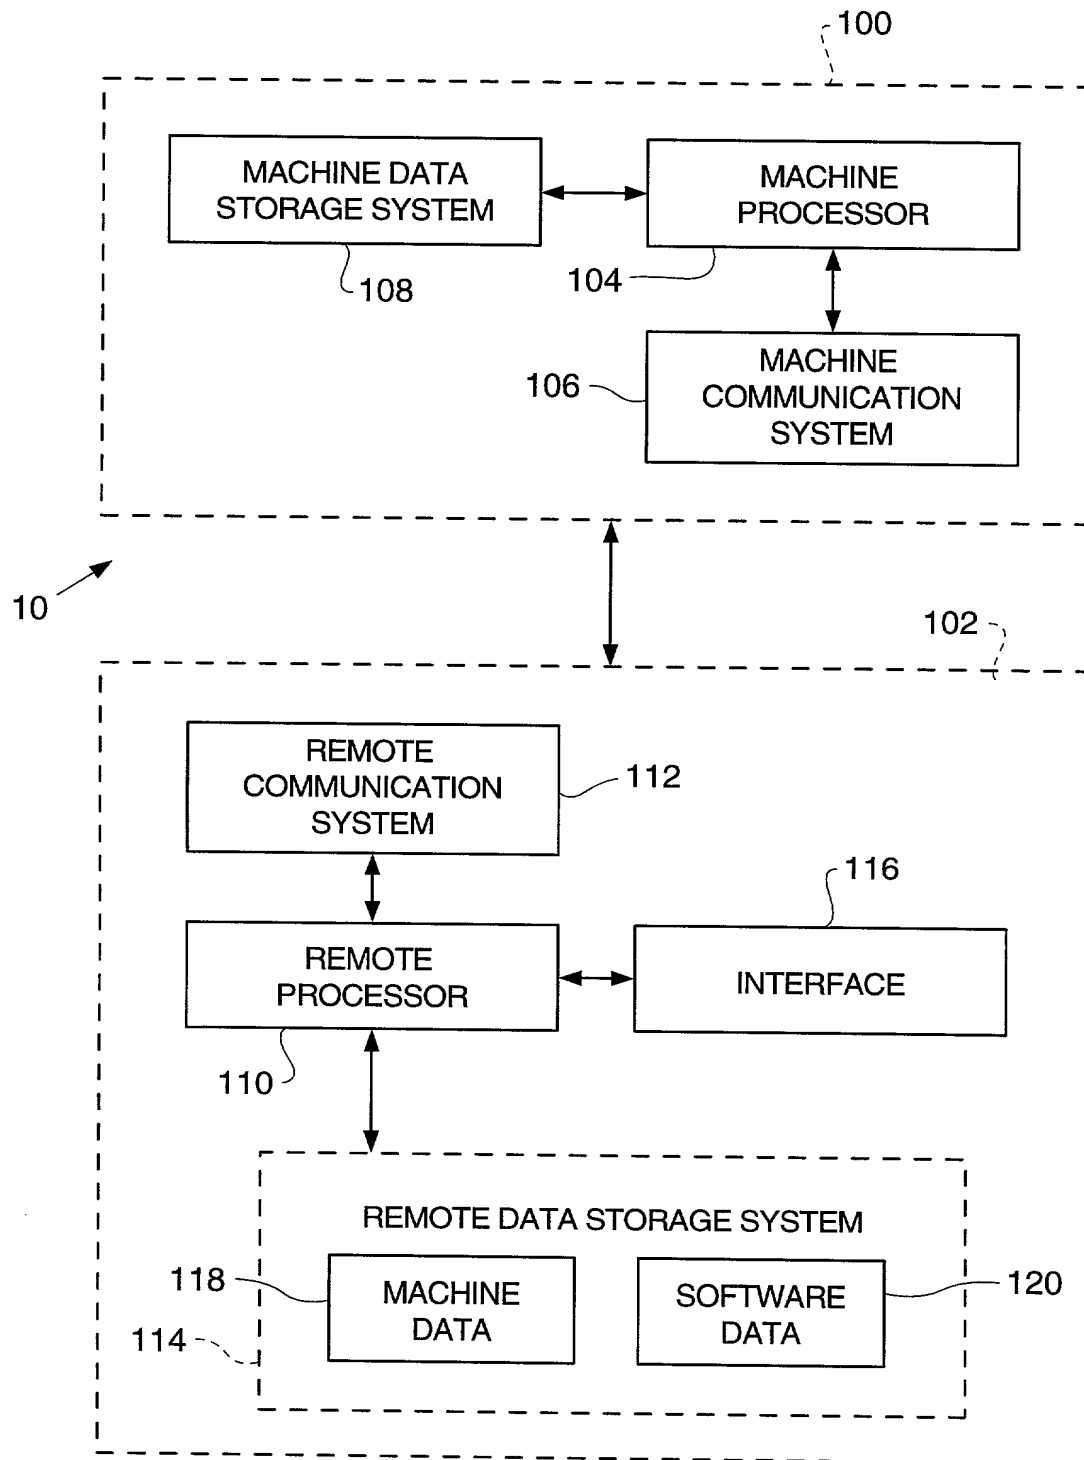 100
MACHINE DATA
STORAGE SYSTEM
108
MACHINE
PROCESSOR
104
MACHINE
COMMUNICATION
SYSTEM
106
10
102
REMOTE
COMMUNICATION
SYSTEM
112
116
REMOTE
PROCESSOR
110
INTERFACE
REMOTE DATA STORAGE SYSTEM
118
MACHINE
DATA
SOFTWARE
DATA
120
114